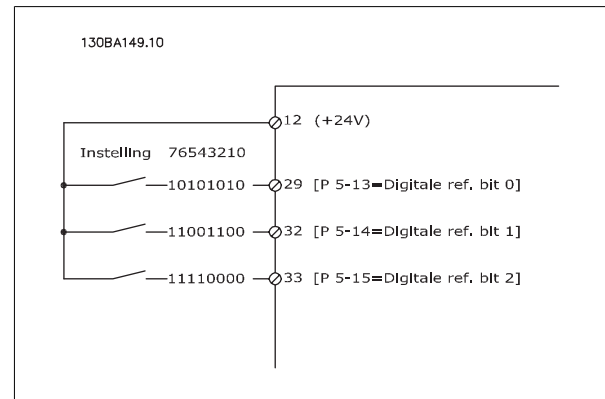 130BA149.10
12 (+24V)
Instelling 76543210
10101010 29 [P 5-13=Digitale ref. bit 0]
11001100 32 [P 5-14=Digitale ref. bit 1]
11110000 33 [P 5-15=Digitale ref. bit 2]